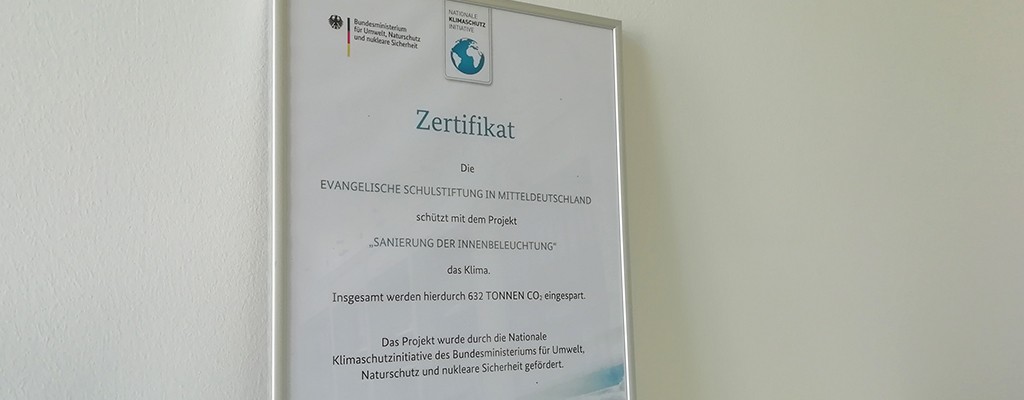 Bundesministerium
für Umwelt, Naturschutz
und nukleare Sicherheit
NATIONALE
KLIMASCHUTZ
INITIATIVE
Zertifikat
Die
EVANGELISCHE SCHULSTIFTUNG IN MITTELDEUTSCHLAND
schützt mit dem Projekt
„SANIERUNG DER INNENBELEUCHTUNG“
das Klima.
Insgesamt werden hierdurch 632 TONNEN CO₂ eingespart.
Das Projekt wurde durch die Nationale
Klimaschutzinitiative des Bundesministeriums für Umwelt,
Naturschutz und nukleare Sicherheit gefördert.